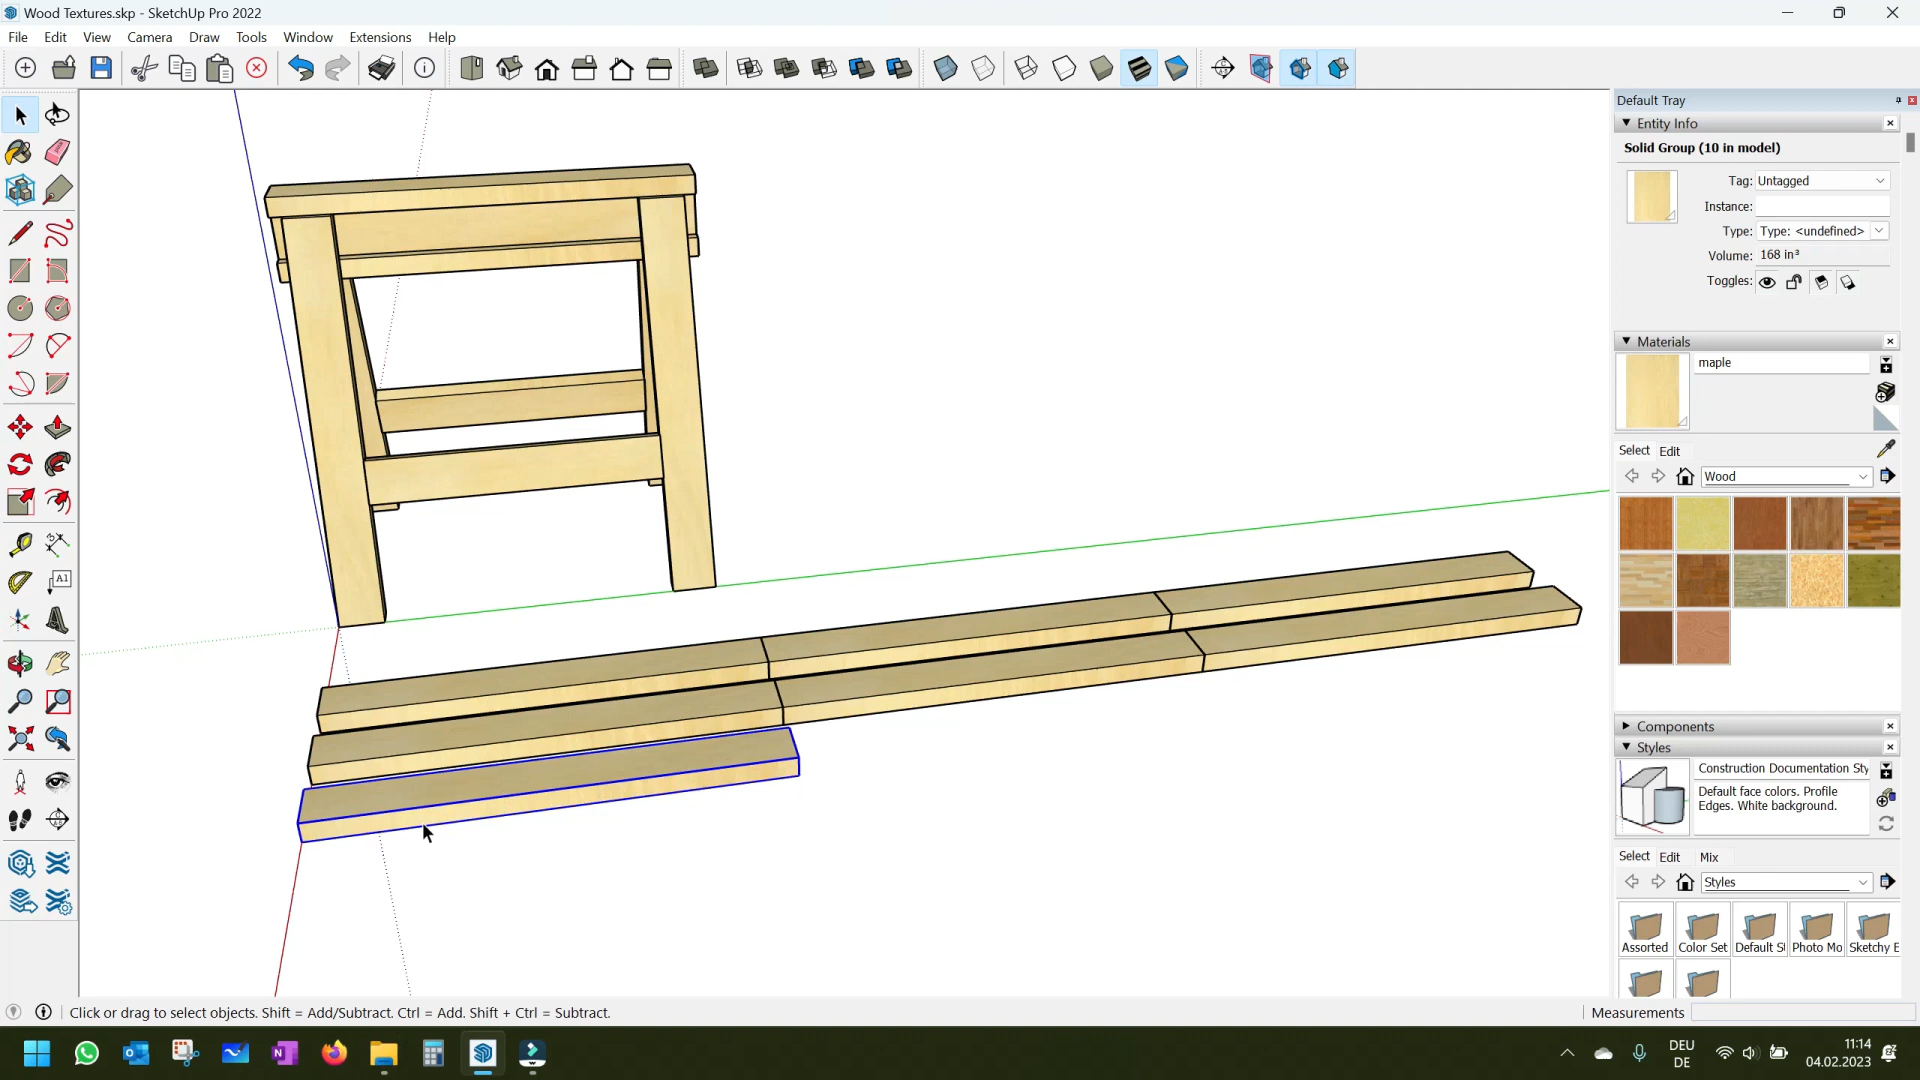 Wood Textures.skp - SketchUp Pro 2022
File Edit View Camera Draw Tools Window Extensions Help
Default Tray
Entity Info
Solid Group (10 in model)
Tag: Untagged
Instance:
Type: Type: <undefined>
Volume: 168 in³
Toggles:
Materials
maple
Select Edit
Wood
Components
Styles
Construction Documentation Sty
Default face colors. Profile
Edges. White background.
Select Edit Mix
Styles
Assorted Color Set Default S Photo Mo Sketchy E
A1
Click or drag to select objects. Shift = Add/Subtract. Ctrl = Add. Shift + Ctrl = Subtract.
Measurements
DEU
DE
11:14
04.02.2023